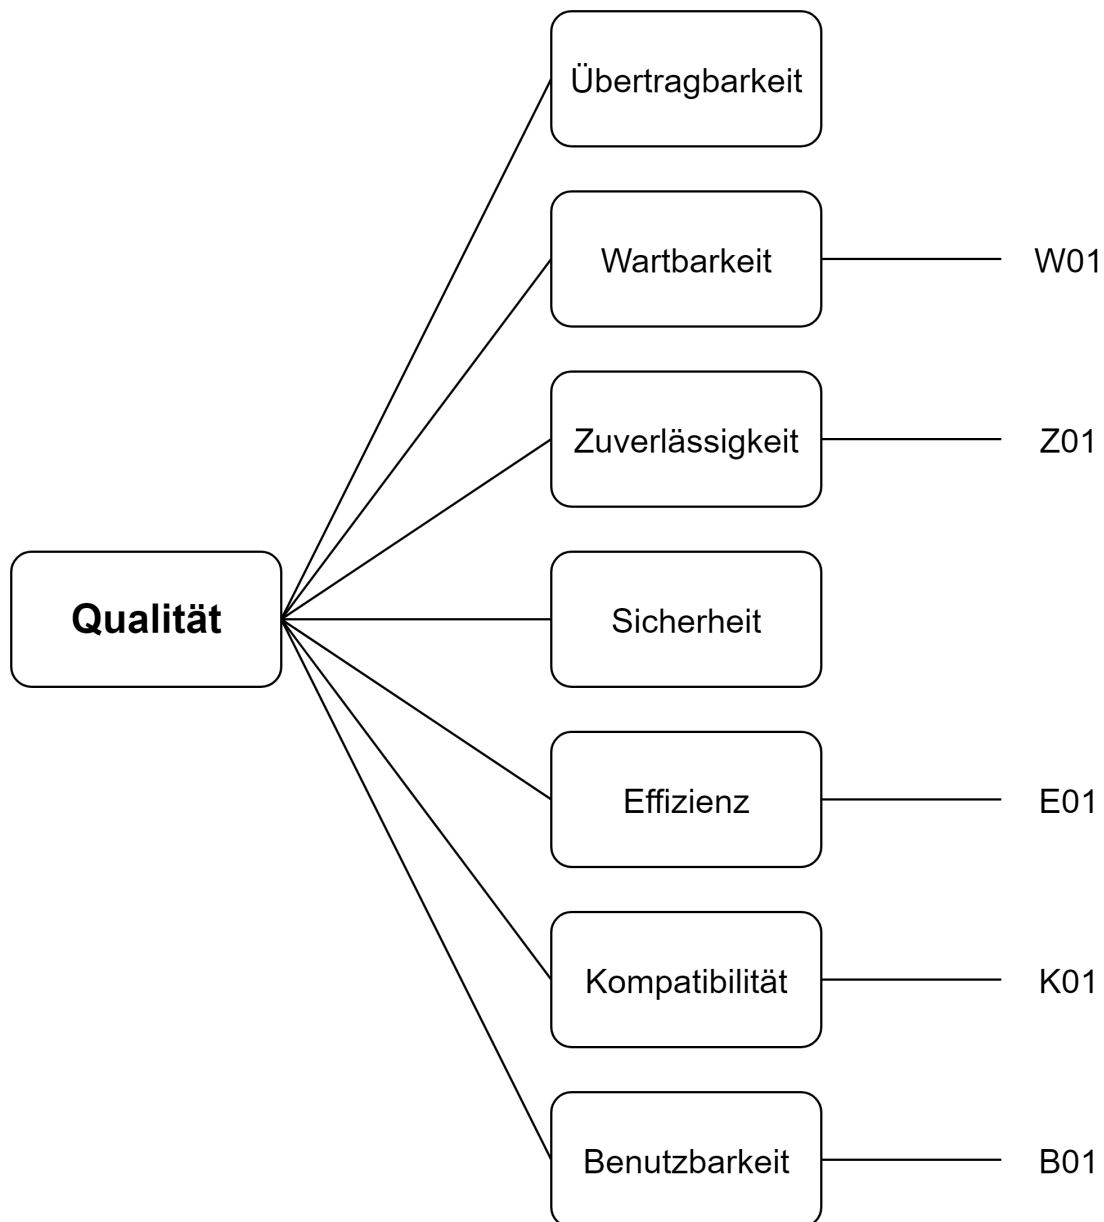 Übertragbarkeit
Wartbarkeit
W01
Zuverlässigkeit
Z01
Qualität
Sicherheit
Effizienz
E01
Kompatibilität
K01
Benutzbarkeit
B01